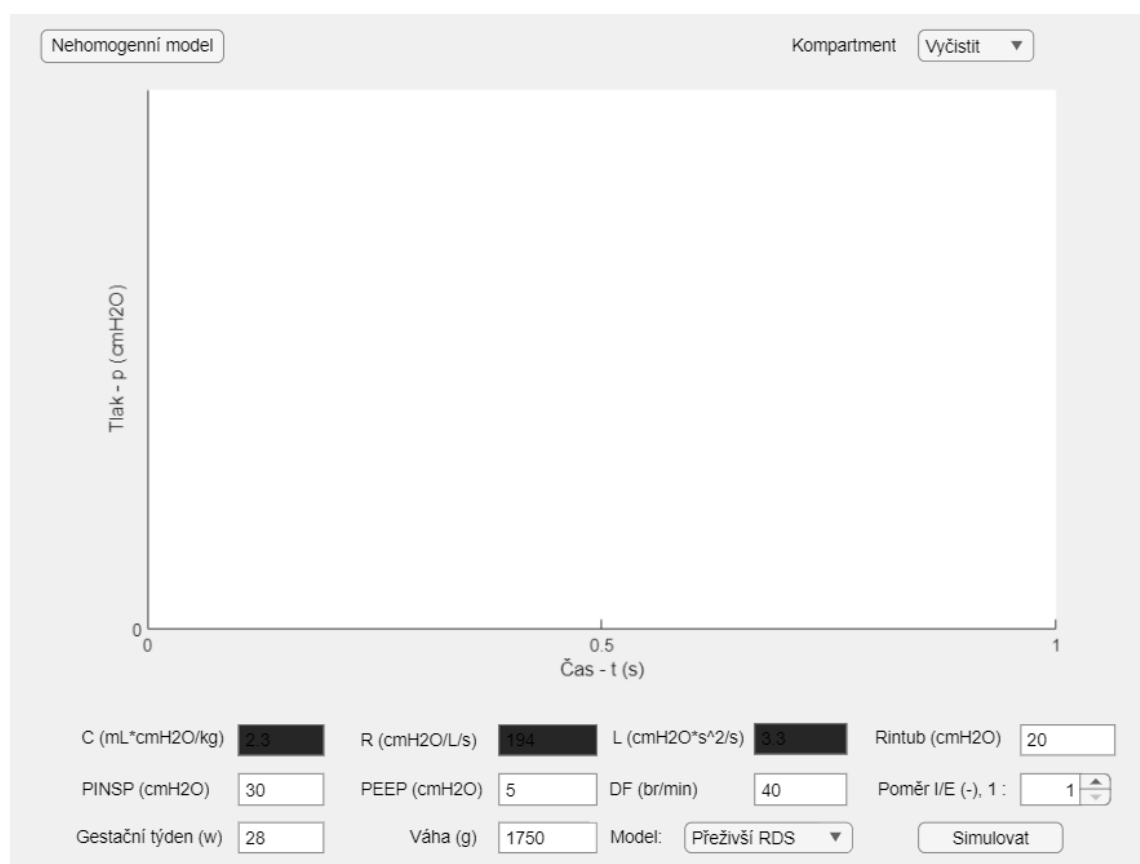 Nehomogenní model
Kompartment Vyčistit
Tlak - p (cmH2O)
0
0 0.5 1
Čas - t (s)
C (mL*cmH2O/kg) 2.3 R (cmH2O/L/s) 194 L (cmH2O*s^2/s) 3.3 Rintub (cmH2O) 20
PINSP (cmH2O) 30 PEEP (cmH2O) 5 DF (br/min) 40 Poměr I/E (-), 1 : 1
Gestační týden (w) 28 Váha (g) 1750 Model: Přeživší RDS Simulovat